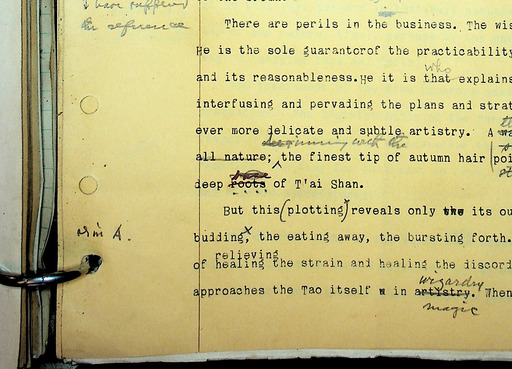 I have suffered
in reference
There are perils in the business. The wis
He is the sole guarantorof the practicability
who
and its reasonableness.He it is that explains
interfusing and pervading the plans and strat
ever more delicate and subtle artistry. A
beginning with the
all nature; the finest tip of autumn hair poi
deep roots of T'ai Shan.
But this (plotting) reveals only the its ou
budding, the eating away, the bursting forth.
relieving
of healing the strain and healing the discord
wizardry
approaches the Tao itself in artistry. When
magic